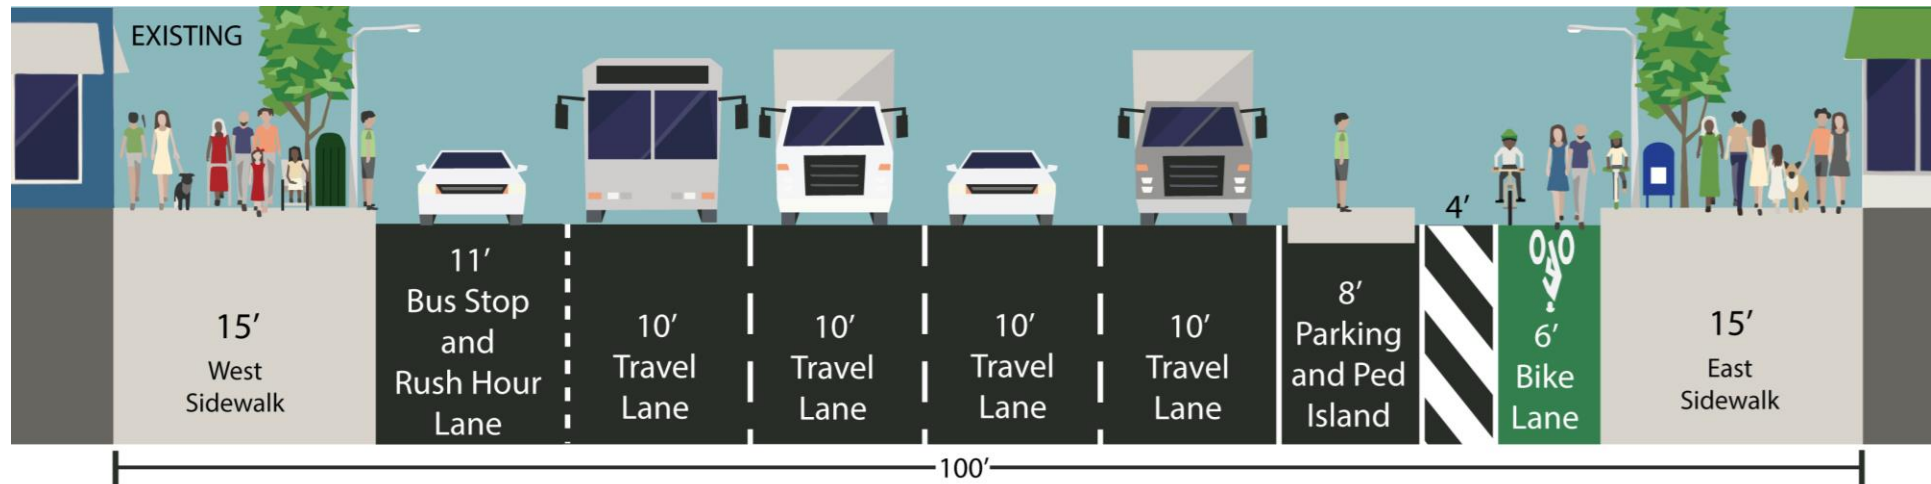 EXISTING
15’
West
Sidewalk
11’
Bus Stop
and
Rush Hour
Lane
10’
Travel
Lane
10’
Travel
Lane
10’
Travel
Lane
10’
Travel
Lane
8’
Parking
and Ped
Island
4’
6’
Bike
Lane
15’
East
Sidewalk
100’